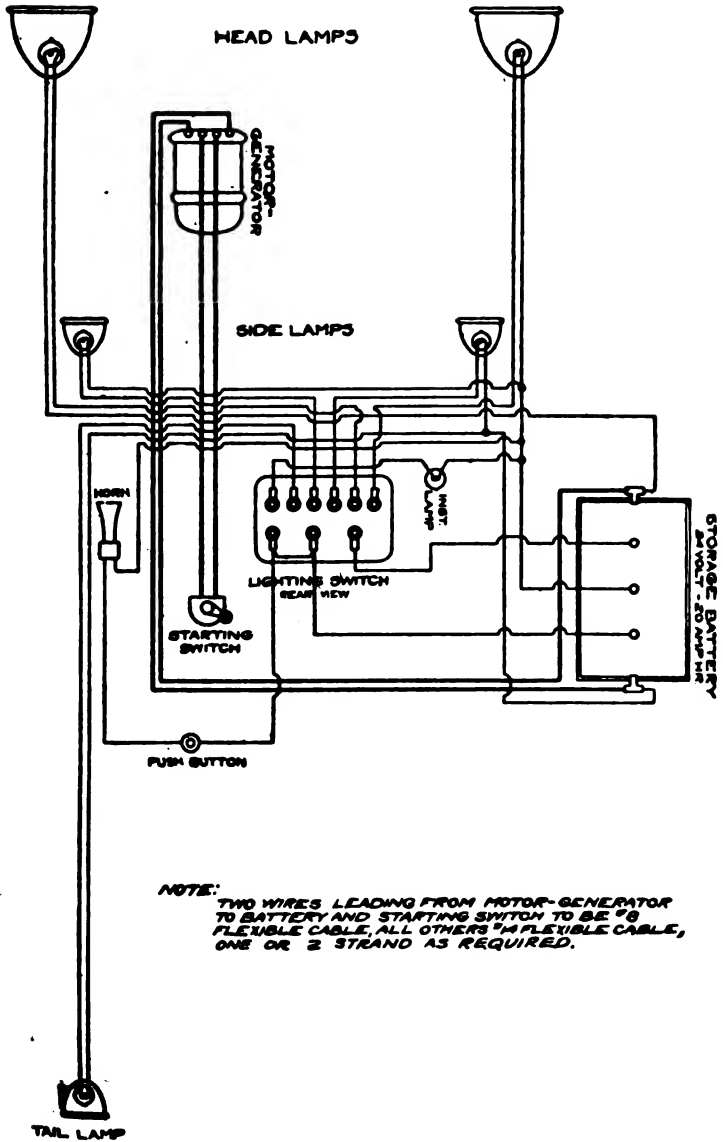 HEAD LAMPS
MOTOR-
GENERATOR
SIDE LAMPS
HORN
INST.
LAMP
LIGHTING SWITCH
REAR VIEW
STARTING
SWITCH
STORAGE BATTERY
24 VOLT - 20 AMP HR.
PUSH BUTTON
NOTE:
TWO WIRES LEADING FROM MOTOR-GENERATOR
TO BATTERY AND STARTING SWITCH TO BE #8
FLEXIBLE CABLE, ALL OTHERS #14 FLEXIBLE CABLE,
ONE OR 2 STRAND AS REQUIRED.
TAIL LAMP